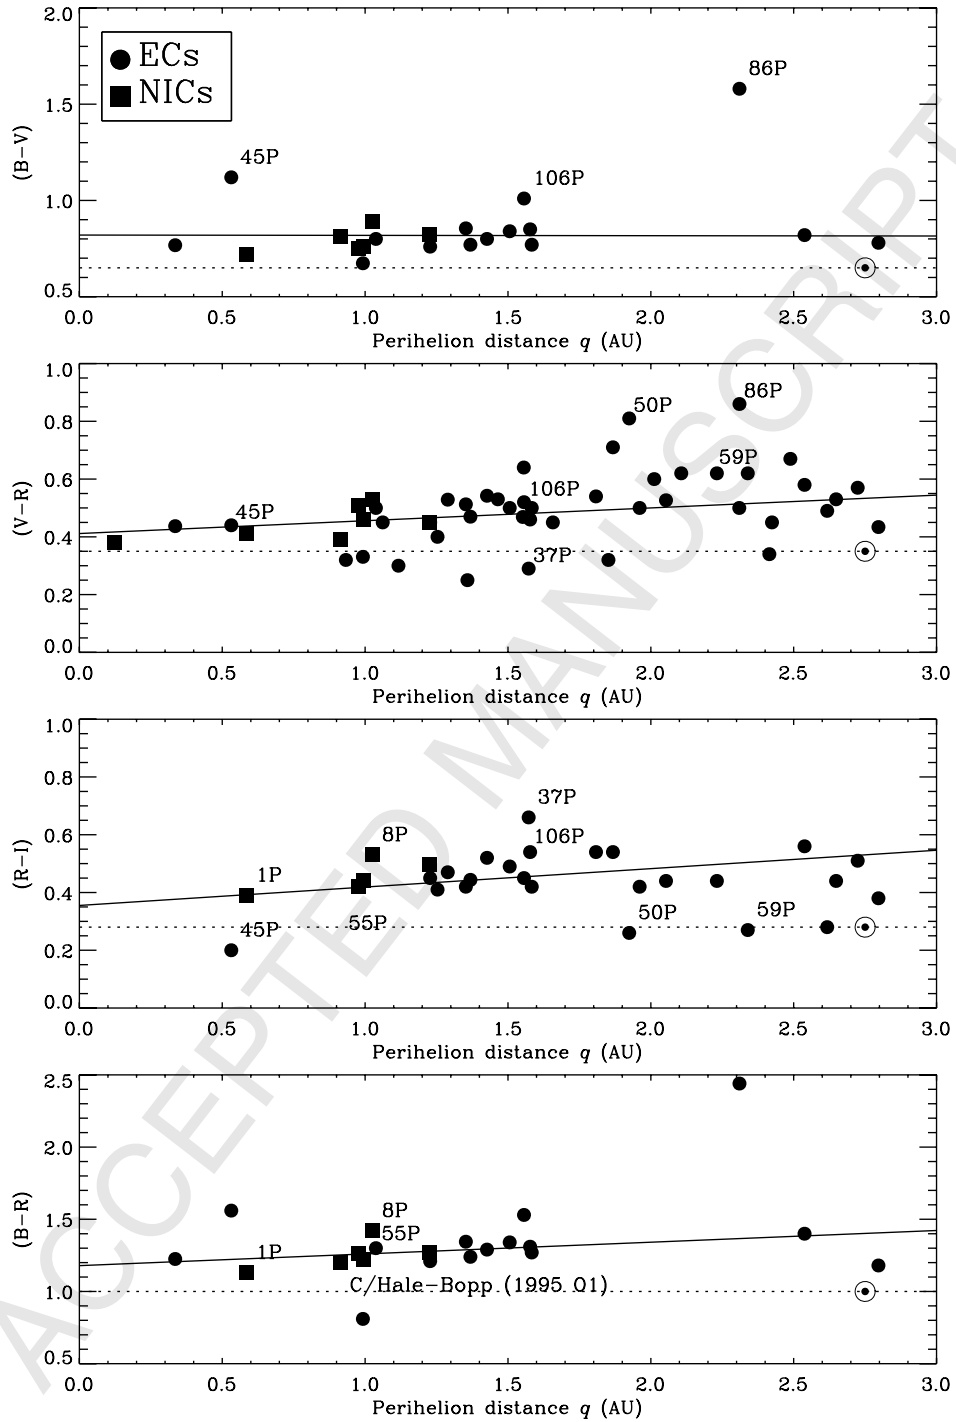 ECs
NICs
86P
45P
106P
(B-V)
2.0
1.5
1.0
0.5
0.0 0.5 1.0 1.5 2.0 2.5 3.0
Perihelion distance q (AU)
50P
86P
59P
45P
106P
37P
(V-R)
1.0
0.8
0.6
0.4
0.2
0.0
0.0 0.5 1.0 1.5 2.0 2.5 3.0
Perihelion distance q (AU)
37P
8P
106P
1P
45P
55P
50P
59P
(R-I)
1.0
0.8
0.6
0.4
0.2
0.0
0.0 0.5 1.0 1.5 2.0 2.5 3.0
Perihelion distance q (AU)
8P
55P
1P
C/Hale-Bopp (1995 O1)
(B-R)
2.5
2.0
1.5
1.0
0.5
0.0 0.5 1.0 1.5 2.0 2.5 3.0
Perihelion distance q (AU)
ACCEPTED MANUSCRIPT